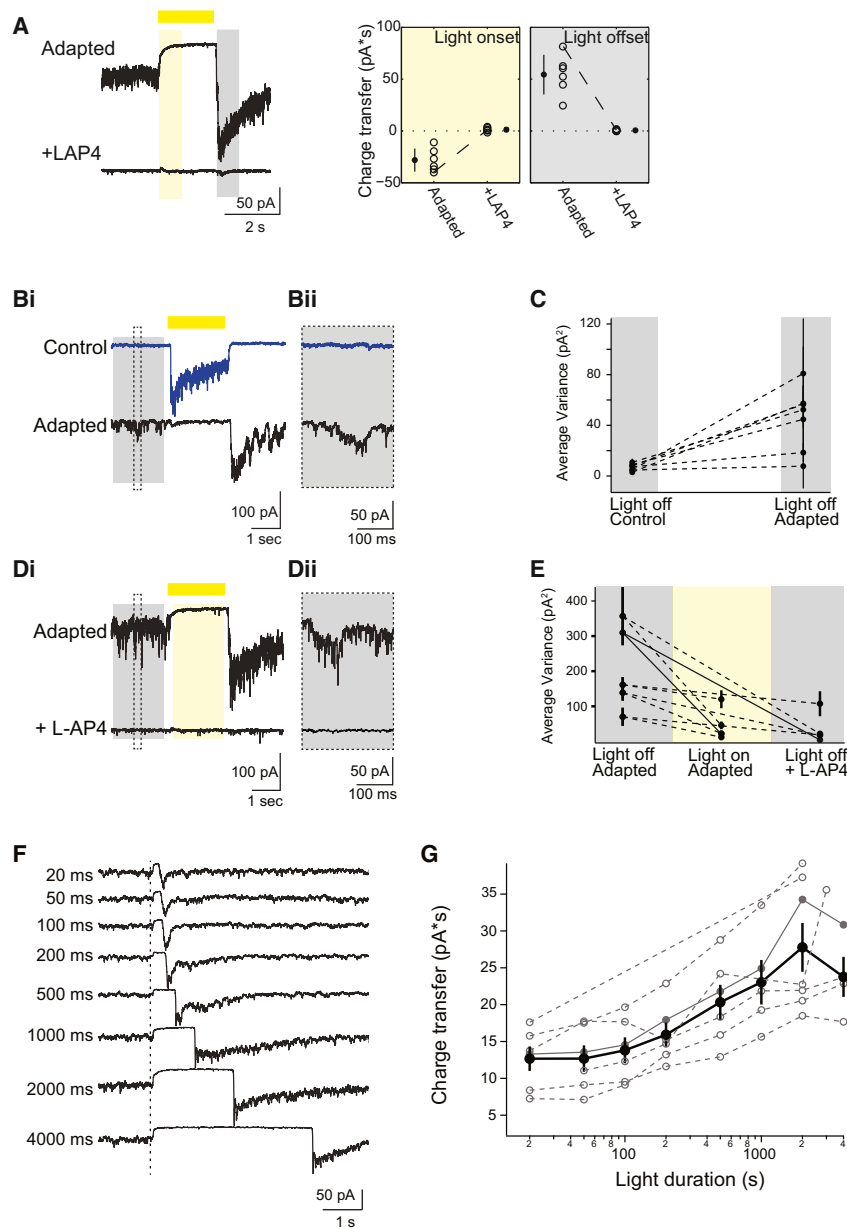 A
Adapted
+LAP4
50 pA
2 s
Charge transfer (pA*s)
100
50
0
−50
Light onset
Light offset
Adapted
+LAP4
Adapted
+LAP4
Bi
Control
Adapted
100 pA
1 sec
Bii
50 pA
100 ms
C
Average Variance (pA²)
120
80
40
0
Light off
Control
Light off
Adapted
Di
Adapted
+ L-AP4
100 pA
1 sec
Dii
50 pA
100 ms
E
Average Variance (pA²)
400
300
200
100
Light off
Adapted
Light on
Adapted
Light off
+ L-AP4
F
20 ms
50 ms
100 ms
200 ms
500 ms
1000 ms
2000 ms
4000 ms
50 pA
1 s
G
Charge transfer (pA*s)
35
30
25
20
15
10
5
2 4 6 8 100 2 4 6 8 1000 2 4
Light duration (s)